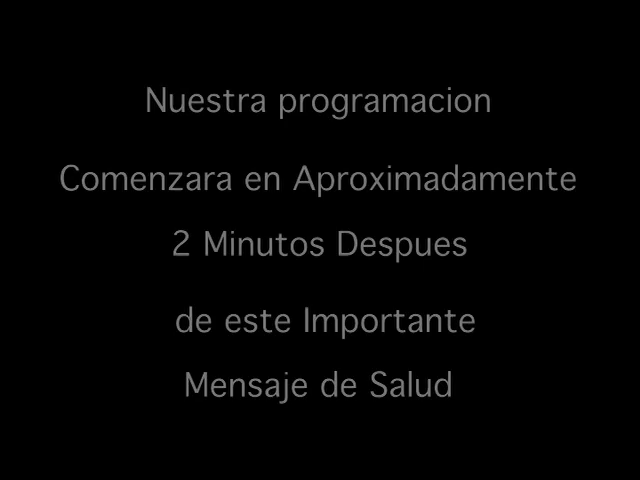 Nuestra programacion
Comenzara en Aproximadamente
2 Minutos Despues
de este Importante
Mensaje de Salud